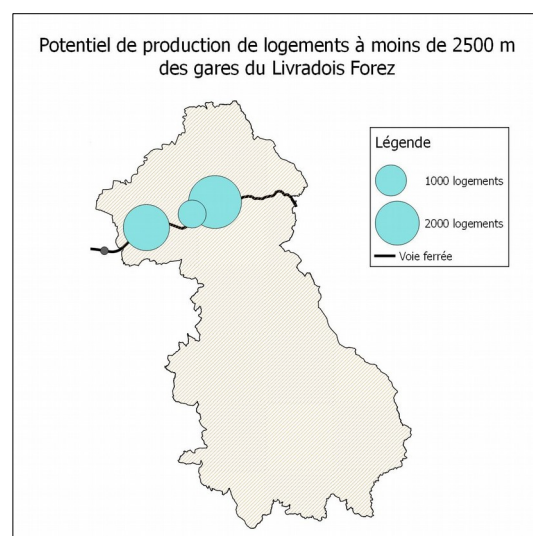 Potentiel de production de logements à moins de 2500 m
des gares du Livradois Forez
Légende
1000 logements
2000 logements
Voie ferrée